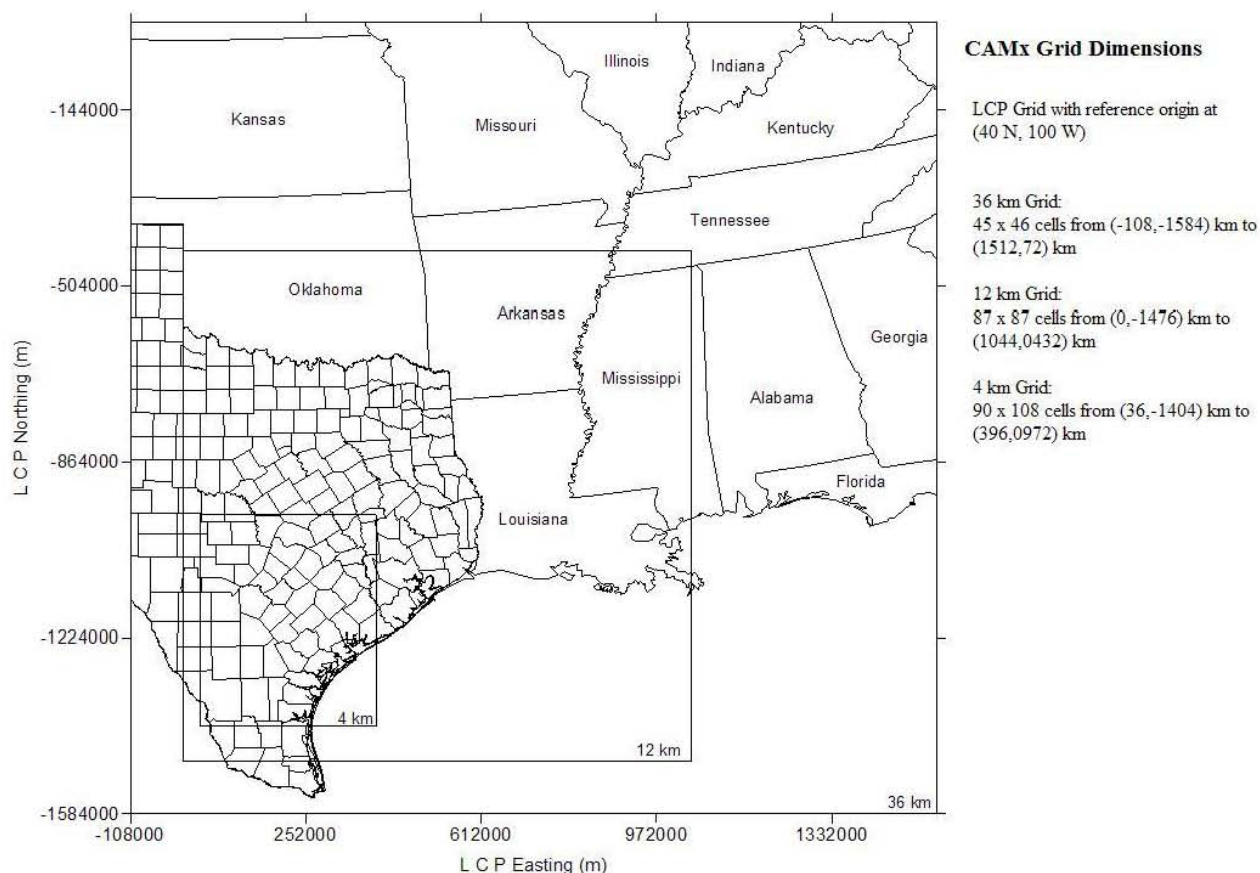 CAMx Grid Dimensions
LCP Grid with reference origin at
(40 N, 100 W)
36 km Grid:
45 x 46 cells from (-108,-1584) km to
(1512,72) km
12 km Grid:
87 x 87 cells from (0,-1476) km to
(1044,0432) km
4 km Grid:
90 x 108 cells from (36,-1404) km to
(396,0972) km
Illinois
Indiana
Kansas
Missouri
Kentucky
Tennessee
Oklahoma
Arkansas
Georgia
Mississippi
Alabama
Florida
Louisiana
4 km
12 km
36 km
L C P Northing (m)
-144000
-504000
-864000
-1224000
-1584000
-108000
252000
612000
972000
1332000
L C P Easting (m)